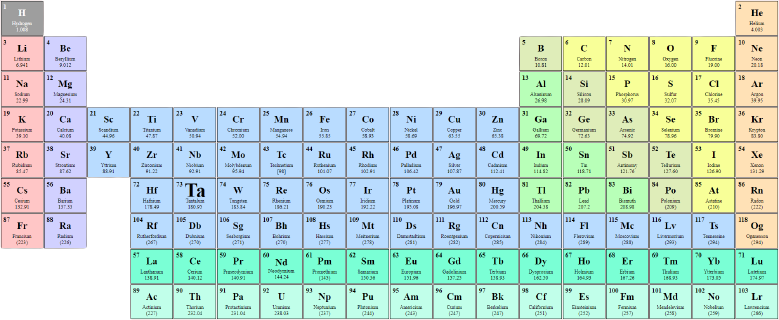 1 2
H He
Hydrogen Helium
1.008 4.003
3 4 5 6 7 8 9 10
Li Be B C N O F Ne
Lithium Beryllium Boron Carbon Nitrogen Oxygen Fluorine Neon
6.941 9.012 10.81 12.01 14.01 16.00 19.00 20.18
11 12 13 14 15 16 17 18
Na Mg Al Si P S Cl Ar
Sodium Magnesium Aluminum Silicon Phosphorus Sulfur Chlorine Argon
22.99 24.31 26.98 28.09 30.97 32.07 35.45 39.95
19 20 21 22 23 24 25 26 27 28 29 30 31 32 33 34 35 36
K Ca Sc Ti V Cr Mn Fe Co Ni Cu Zn Ga Ge As Se Br Kr
Potassium Calcium Scandium Titanium Vanadium Chromium Manganese Iron Cobalt Nickel Copper Zinc Gallium Germanium Arsenic Selenium Bromine Krypton
39.10 40.08 44.96 47.87 50.94 52.00 54.94 55.85 58.93 58.69 63.55 65.38 69.72 72.63 74.92 78.96 79.90 83.80
37 38 39 40 41 42 43 44 45 46 47 48 49 50 51 52 53 54
Rb Sr Y Zr Nb Mo Tc Ru Rh Pd Ag Cd In Sn Sb Te I Xe
Rubidium Strontium Yttrium Zirconium Niobium Molybdenum Technetium Ruthenium Rhodium Palladium Silver Cadmium Indium Tin Antimony Tellurium Iodine Xenon
85.47 87.62 88.91 91.22 92.91 95.94 (98) 101.07 102.91 106.42 107.87 112.41 114.82 118.71 121.76 127.60 126.90 131.29
55 56 72 73 74 75 76 77 78 79 80 81 82 83 84 85 86
Cs Ba Hf Ta W Re Os Ir Pt Au Hg Tl Pb Bi Po At Rn
Cesium Barium Hafnium Tantalum Tungsten Rhenium Osmium Iridium Platinum Gold Mercury Thallium Lead Bismuth Polonium Astatine Radon
132.91 137.33 178.49 180.95 183.84 186.21 190.23 192.22 195.08 196.97 200.59 204.38 207.2 208.98 (209) (210) (222)
87 88 104 105 106 107 108 109 110 111 112 113 114 115 116 117 118
Fr Ra Rf Db Sg Bh Hs Mt Ds Rg Cn Nh Fl Mc Lv Ts Og
Francium Radium Rutherfordium Dubnium Seaborgium Bohrium Hassium Meitnerium Darmstadtium Roentgenium Copernicium Nihonium Flerovium Moscovium Livermorium Tennessine Oganesson
(223) (226) (267) (270) (271) (270) (277) (278) (281) (282) (285) (284) (289) (288) (293) (294) (294)
57 58 59 60 61 62 63 64 65 66 67 68 69 70 71
La Ce Pr Nd Pm Sm Eu Gd Tb Dy Ho Er Tm Yb Lu
Lanthanum Cerium Praseodymium Neodymium Promethium Samarium Europium Gadolinium Terbium Dysprosium Holmium Erbium Thulium Ytterbium Lutetium
138.91 140.12 140.91 144.24 (145) 150.36 151.96 157.25 158.93 162.50 164.93 167.26 168.93 173.05 174.97
89 90 91 92 93 94 95 96 97 98 99 100 101 102 103
Ac Th Pa U Np Pu Am Cm Bk Cf Es Fm Md No Lr
Actinium Thorium Protactinium Uranium Neptunium Plutonium Americium Curium Berkelium Californium Einsteinium Fermium Mendelevium Nobelium Lawrencium
(227) 232.04 231.04 238.03 (237) (244) (243) (247) (247) (251) (252) (257) (258) (259) (266)